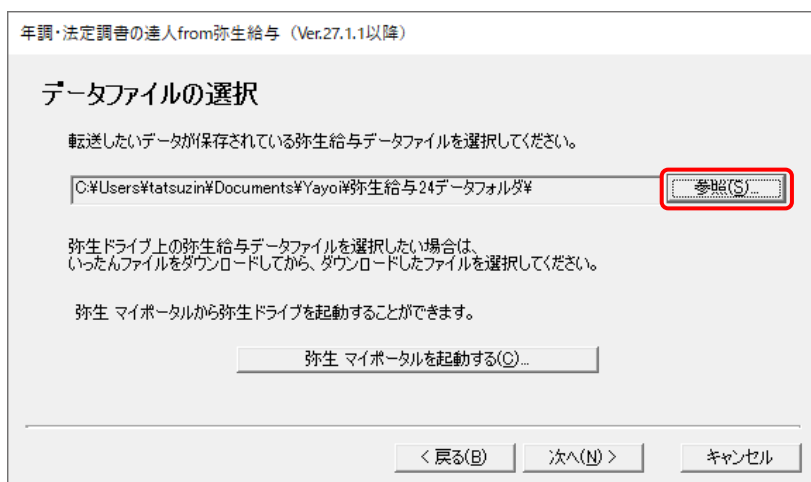 年調・法定調書の達人from弥生給与（Ver.27.1.1以降）
データファイルの選択
転送したいデータが保存されている弥生給与データファイルを選択してください。
C:¥Users¥tatsuzin¥Documents¥Yayoi¥弥生給与24データフォルダ¥
参照(S)...
弥生ドライブ上の弥生給与データファイルを選択したい場合は、
いったんファイルをダウンロードしてから、ダウンロードしたファイルを選択してください。
弥生 マイポータルから弥生ドライブを起動することができます。
弥生 マイポータルを起動する(C)...
< 戻る(B) 次へ(N) > キャンセル